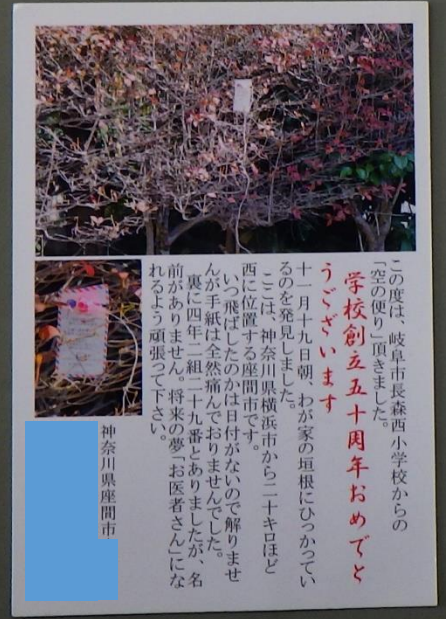 この度は、岐阜市長森西小学校からの
「空の便り」頂きました。
学校創立五十周年おめでと
うございます
十一月十九日朝、わが家の垣根にひっかってい
るのを発見しました。
ここは、神奈川県横浜市から二十キロほど
西に位置する座間市です。
いつ飛ばしたのかは日付がないので解りませ
んが手紙は全然痛んでおりませんでした。
裏に四年二組二十九番とありましたが、名
前がありません。将来の夢「お医者さん」にな
れるよう頑張って下さい。
神奈川県座間市